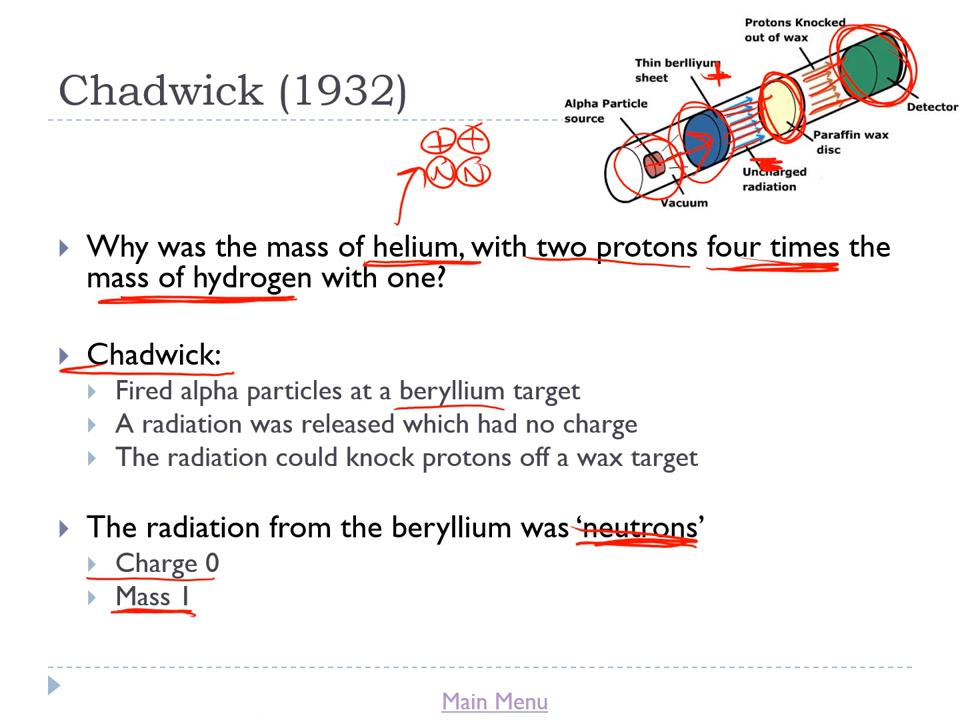 Chadwick (1932)
Protons Knocked
out of wax
Thin berlliyum
sheet
+
Alpha Particle
source
Detector
Paraffin wax
disc
Uncharged
radiation
Vacuum
+ +
N N
Why was the mass of helium, with two protons four times the
mass of hydrogen with one?
Chadwick:
Fired alpha particles at a beryllium target
A radiation was released which had no charge
The radiation could knock protons off a wax target
The radiation from the beryllium was ‘neutrons’
Charge 0
Mass 1
Main Menu